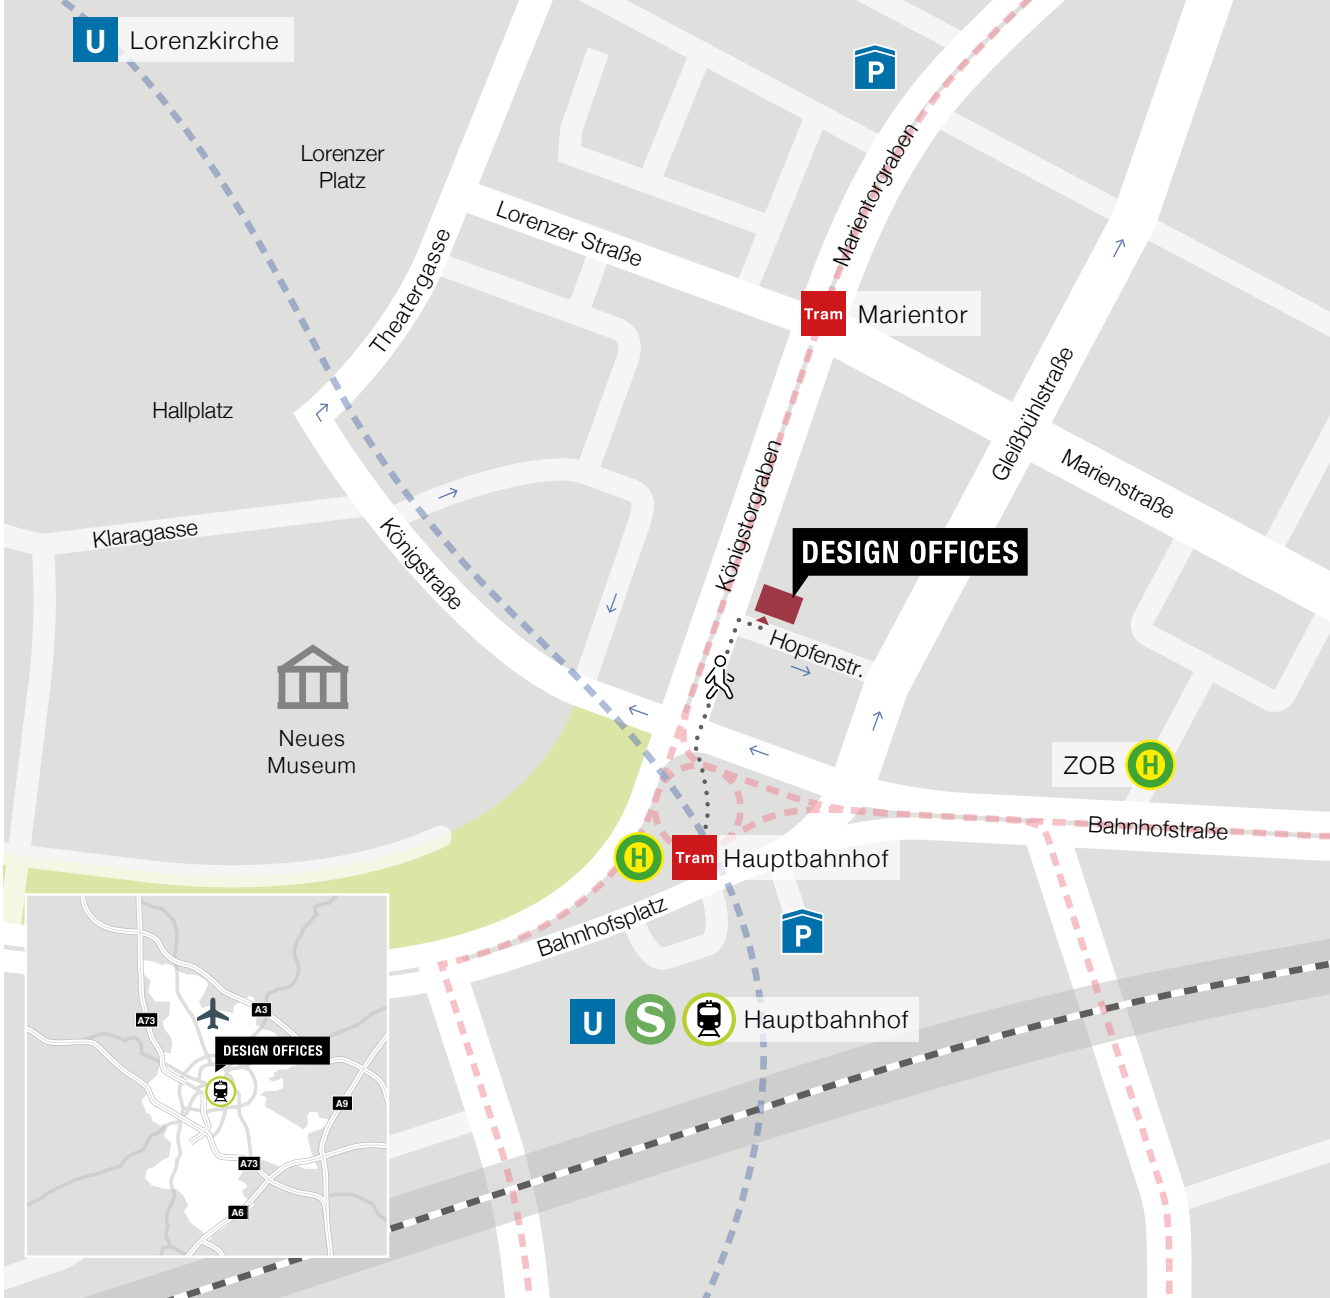 U Lorenzkirche
P
Lorenzer
Platz
Marientorgraben
Lorenzer Straße
Theatergasse
Tram Marientor
Hallplatz
Gleißbühlstraße
Königstorgraben
Marienstraße
Klaragasse
Königstraße
DESIGN OFFICES
Hopfenstr.
Neues
Museum
ZOB H
Bahnhofstraße
H Tram Hauptbahnhof
Bahnhofsplatz
P
U S Hauptbahnhof
A3
A73
DESIGN OFFICES
A9
A73
A6